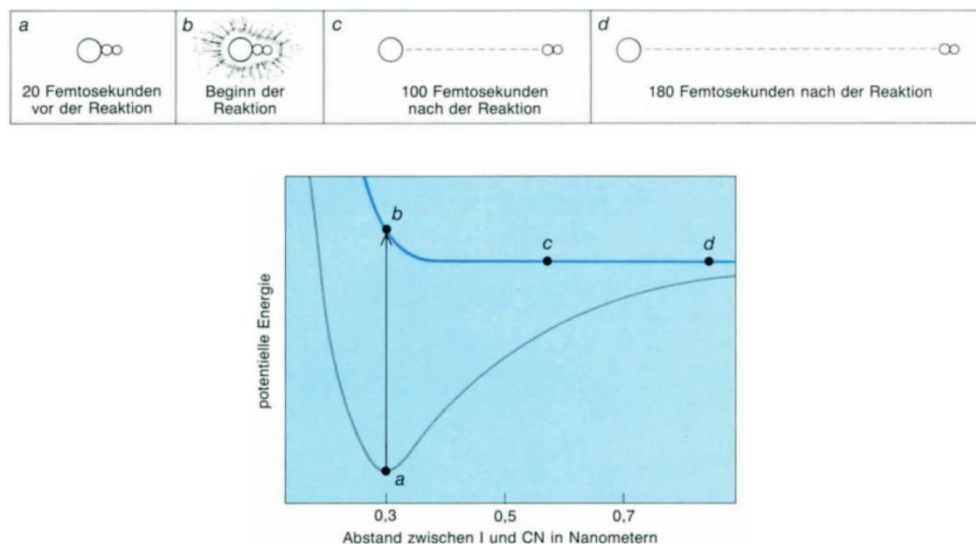 a
20 Femtosekunden
vor der Reaktion
b
Beginn der
Reaktion
c
100 Femtosekunden
nach der Reaktion
d
180 Femtosekunden nach der Reaktion
potentielle Energie
b
c
d
a
0,3
0,5
0,7
Abstand zwischen I und CN in Nanometern